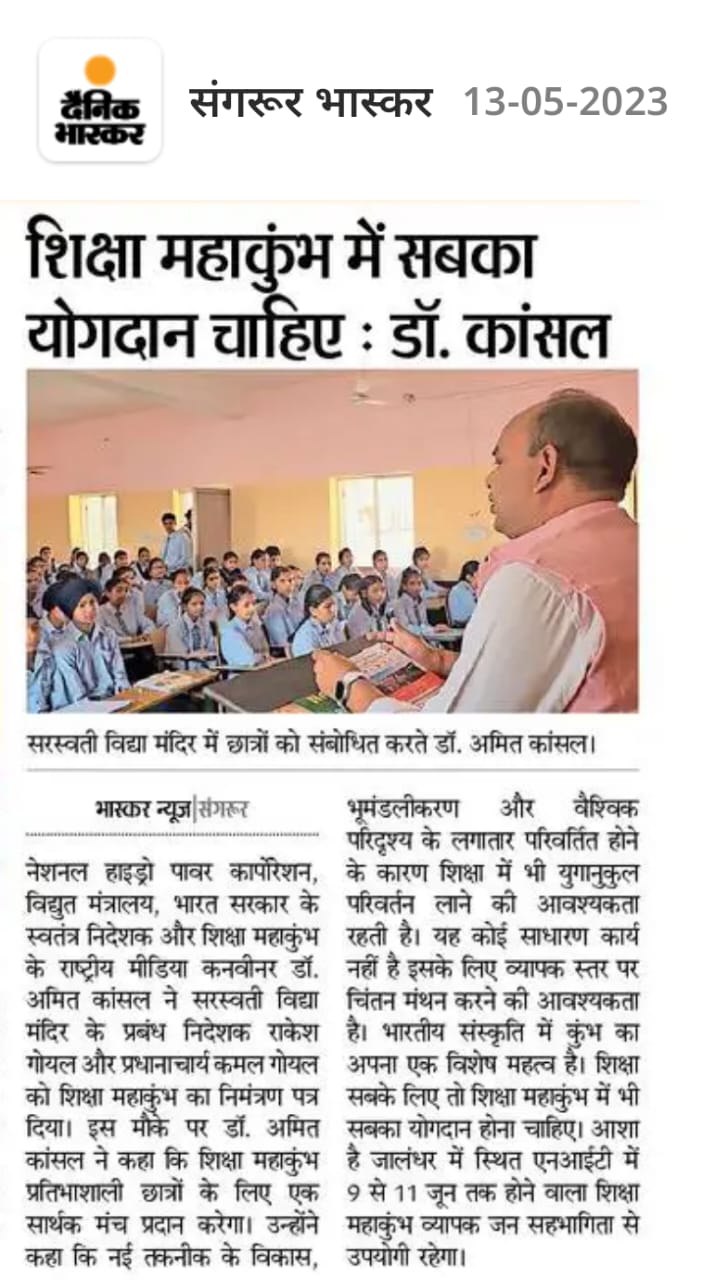 दैनिक
भास्कर
संगरूर भास्कर 13-05-2023
शिक्षा महाकुंभ में सबका
योगदान चाहिए : डॉ. कांसल
सरस्वती विद्या मंदिर में छात्रों को संबोधित करते डॉ. अमित कांसल।
भास्कर न्यूज|संगरूर
नेशनल हाइड्रो पावर कार्पोरेशन,
विद्युत मंत्रालय, भारत सरकार के
स्वतंत्र निदेशक और शिक्षा महाकुंभ
के राष्ट्रीय मीडिया कनवीनर डॉ.
अमित कांसल ने सरस्वती विद्या
मंदिर के प्रबंध निदेशक राकेश
गोयल और प्रधानाचार्य कमल गोयल
को शिक्षा महाकुंभ का निमंत्रण पत्र
दिया। इस मौके पर डॉ. अमित
कांसल ने कहा कि शिक्षा महाकुंभ
प्रतिभाशाली छात्रों के लिए एक
सार्थक मंच प्रदान करेगा। उन्होंने
कहा कि नई तकनीक के विकास,
भूमंडलीकरण और वैश्विक
परिदृश्य के लगातार परिवर्तित होने
के कारण शिक्षा में भी युगानुकुल
परिवर्तन लाने की आवश्यकता
रहती है। यह कोई साधारण कार्य
नहीं है इसके लिए व्यापक स्तर पर
चिंतन मंथन करने की आवश्यकता
है। भारतीय संस्कृति में कुंभ का
अपना एक विशेष महत्व है। शिक्षा
सबके लिए तो शिक्षा महाकुंभ में भी
सबका योगदान होना चाहिए। आशा
है जालंधर में स्थित एनआईटी में
9 से 11 जून तक होने वाला शिक्षा
महाकुंभ व्यापक जन सहभागिता से
उपयोगी रहेगा।